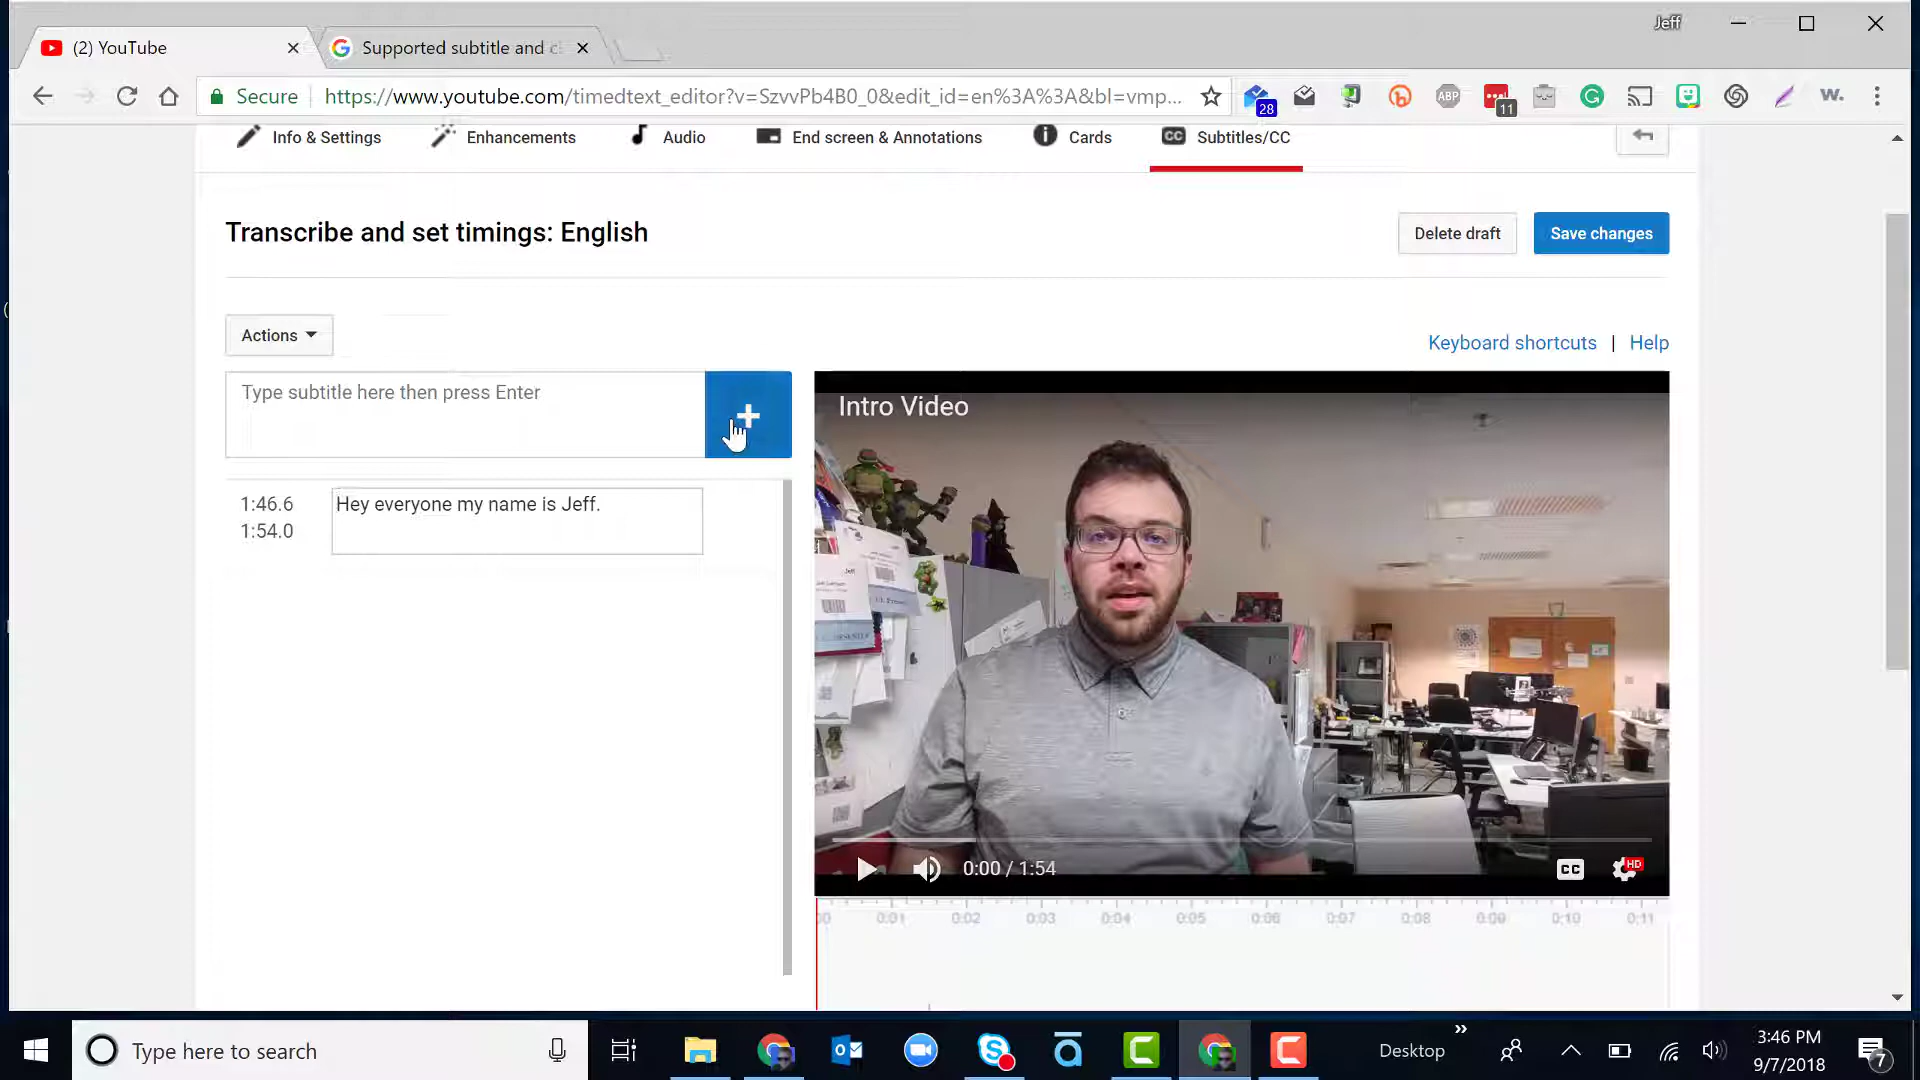 Jeff
(2) YouTube
Supported subtitle and c
Secure
https://www.youtube.com/timedtext_editor?v=SzvvPb4B0_0&edit_id=en%3A%3A&bl=vmp...
28
ABP
11
w.
Info & Settings
Enhancements
Audio
End screen & Annotations
Cards
CC Subtitles/CC
Transcribe and set timings: English
Delete draft
Save changes
Actions
Keyboard shortcuts | Help
Type subtitle here then press Enter
Intro Video
1:46.6
1:54.0
Hey everyone my name is Jeff.
0:00 / 1:54
CC
HD
00 0:01 0:02 0:03 0:04 0:05 0:06 0:07 0:08 0:09 0:10 0:11
Type here to search
Desktop
3:46 PM
9/7/2018
7